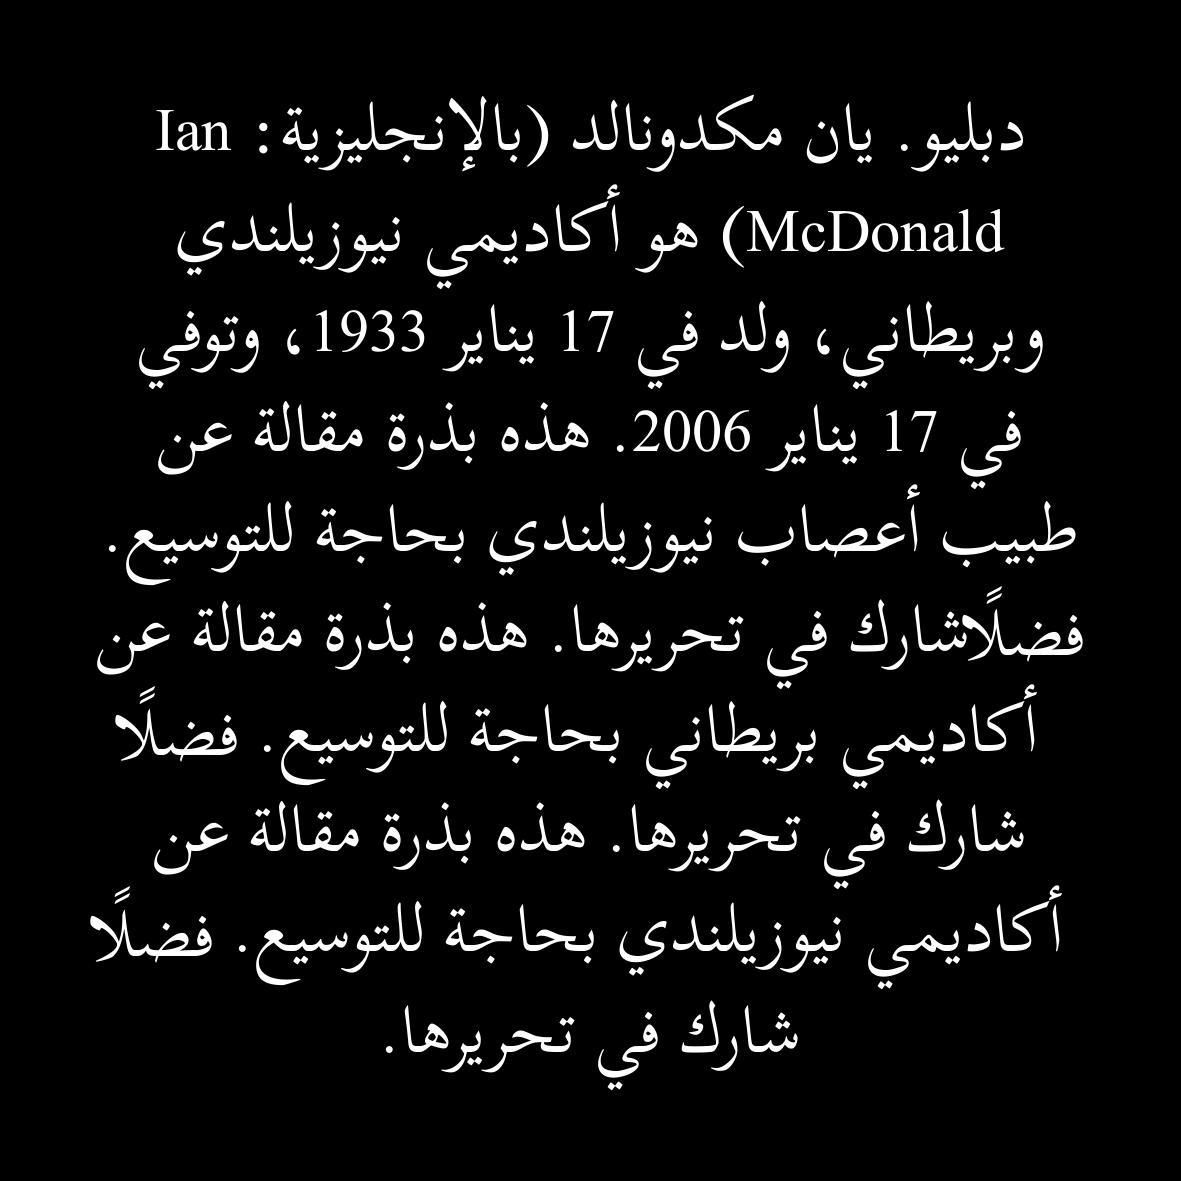 دبليو. يان مكدونالد (بالإنجليزية: Ian
McDonald) هو أكاديمي نيوزيلندي
وبريطاني، ولد في 17 يناير 1933، وتوفي
في 17 يناير 2006. هذه بذرة مقالة عن
طبيب أعصاب نيوزيلندي بحاجة للتوسيع.
فضلًاشارك في تحريرها. هذه بذرة مقالة عن
أكاديمي بريطاني بحاجة للتوسيع. فضلًا
شارك في تحريرها. هذه بذرة مقالة عن
أكاديمي نيوزيلندي بحاجة للتوسيع. فضلًا
شارك في تحريرها.